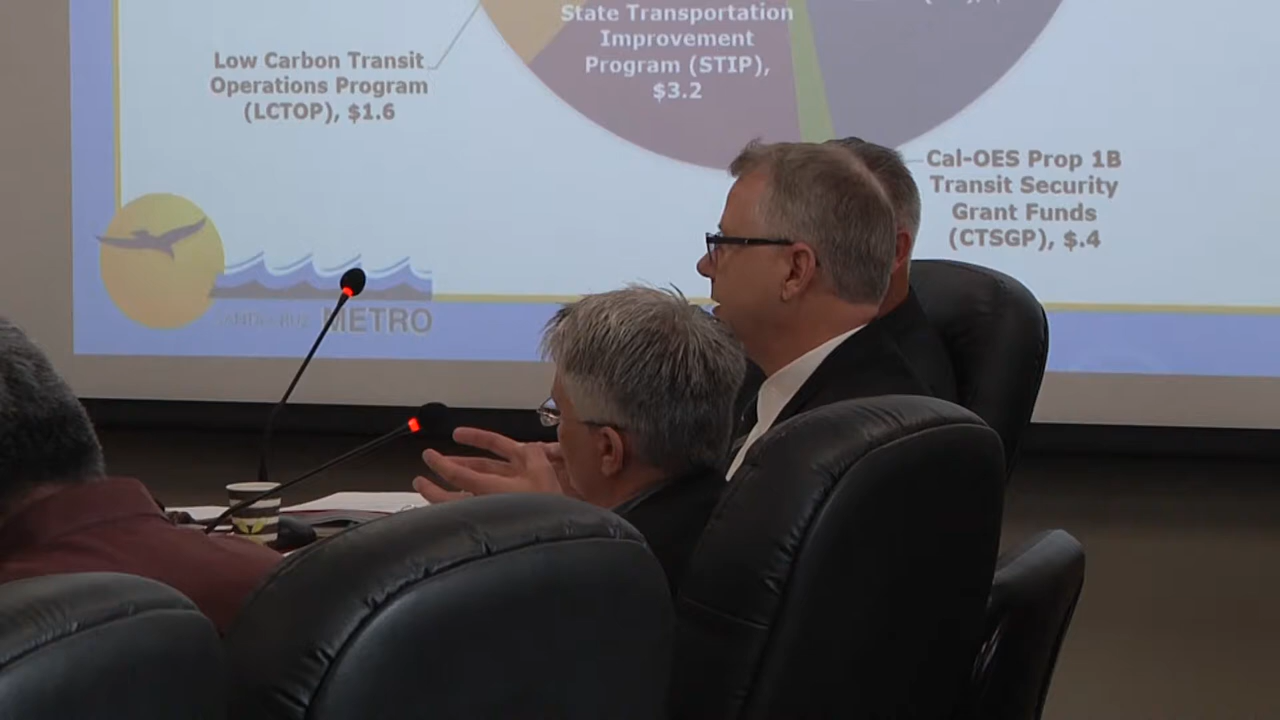 State Transportation
Improvement
Program (STIP),
$3.2
Low Carbon Transit
Operations Program
(LCTOP), $1.6
Cal-OES Prop 1B
Transit Security
Grant Funds
(CTSGP), $.4
METRO